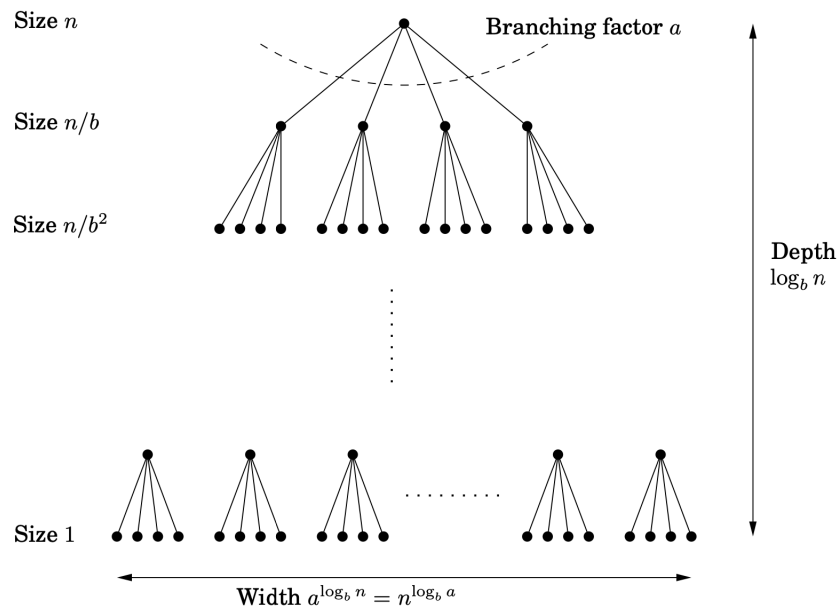 Size n
Branching factor a
Size n/b
Size n/b²
Depth
log_b n
Size 1
Width a^{log_b n} = n^{log_b a}